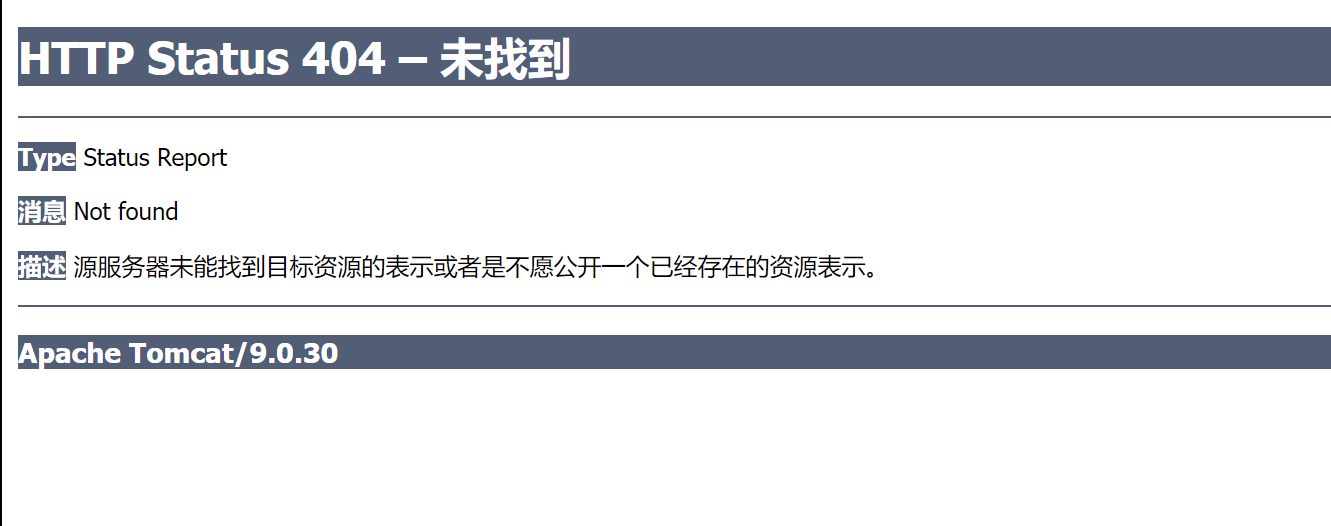 HTTP Status 404 – 未找到
Type Status Report
消息 Not found
描述 源服务器未能找到目标资源的表示或者是不愿公开一个已经存在的资源表示。
Apache Tomcat/9.0.30